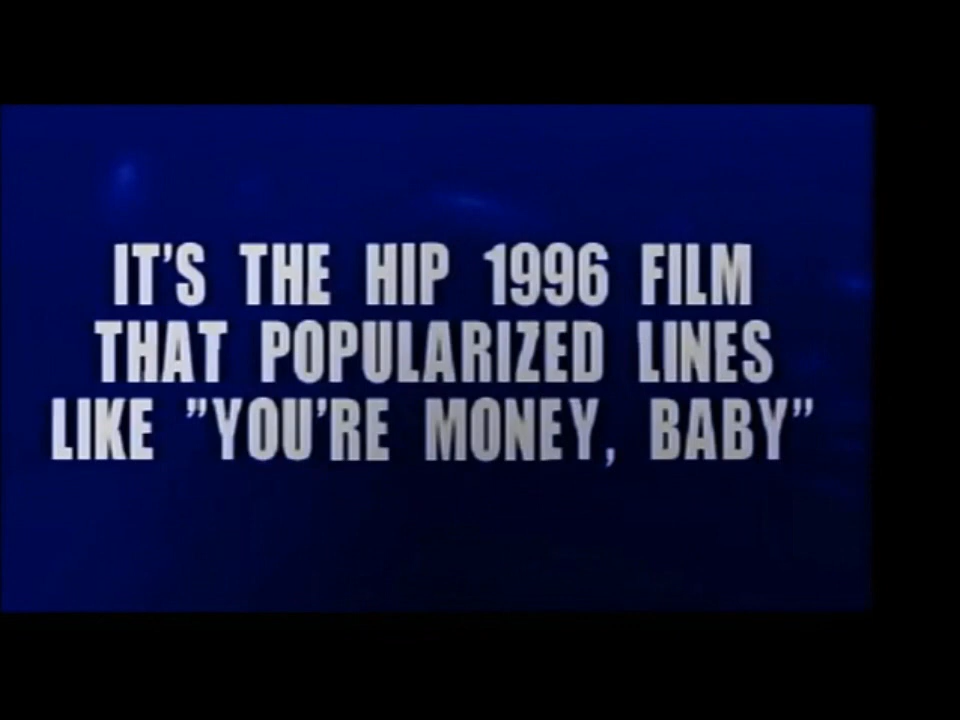 IT'S THE HIP 1996 FILM
THAT POPULARIZED LINES
LIKE "YOU'RE MONEY, BABY"